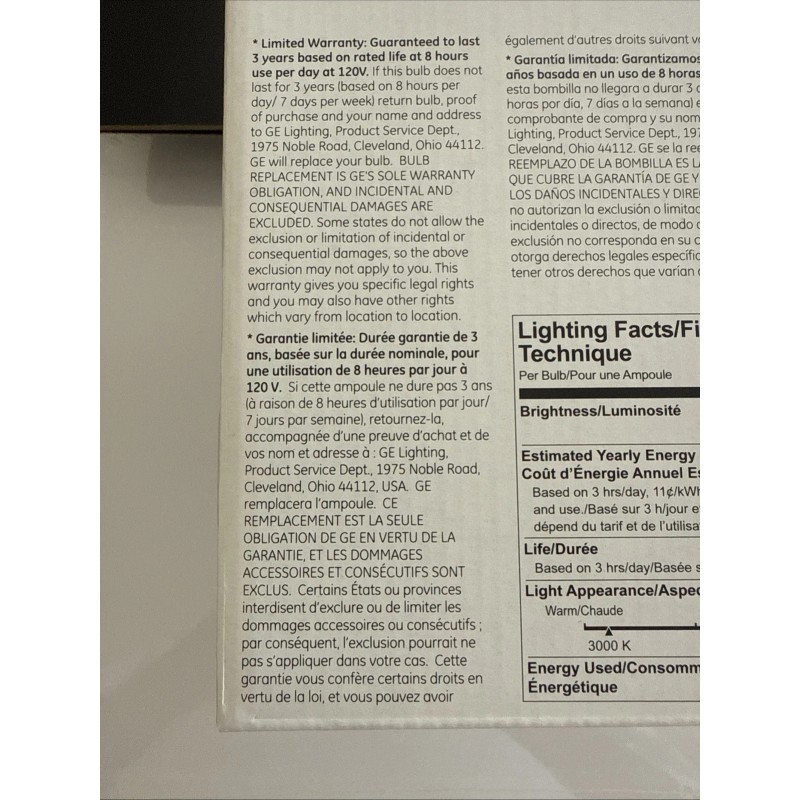 * Limited Warranty: Guaranteed to last
3 years based on rated life at 8 hours
use per day at 120V. If this bulb does not
last for 3 years (based on 8 hours per
day/ 7 days per week) return bulb, proof
of purchase and your name and address
to GE Lighting, Product Service Dept.,
1975 Noble Road, Cleveland, Ohio 44112.
GE will replace your bulb. BULB
REPLACEMENT IS GE'S SOLE WARRANTY
OBLIGATION, AND INCIDENTAL AND
CONSEQUENTIAL DAMAGES ARE
EXCLUDED. Some states do not allow the
exclusion or limitation of incidental or
consequential damages, so the above
exclusion may not apply to you. This
warranty gives you specific legal rights
and you may also have other rights
which vary from location to location.
* Garantie limitée: Durée garantie de 3
ans, basée sur la durée nominale, pour
une utilisation de 8 heures par jour à
120 V. Si cette ampoule ne dure pas 3 ans
(à raison de 8 heures d'utilisation par jour/
7 jours par semaine), retournez-la,
accompagnée d'une preuve d'achat et de
vos nom et adresse à : GE Lighting,
Product Service Dept., 1975 Noble Road,
Cleveland, Ohio 44112, USA. GE
remplacera l'ampoule. CE
REMPLACEMENT EST LA SEULE
OBLIGATION DE GE EN VERTU DE LA
GARANTIE, ET LES DOMMAGES
ACCESSOIRES ET CONSÉCUTIFS SONT
EXCLUS. Certains États ou provinces
interdisent d'exclure ou de limiter les
dommages accessoires ou consécutifs ;
par conséquent, l'exclusion pourrait ne
pas s'appliquer dans votre cas. Cette
garantie vous confère certains droits en
vertu de la loi, et vous pouvez avoir
également d'autres droits suivant
* Garantía limitada: Garantizamos
años basada en un uso de 8 horas
esta bombilla no llegara a durar 3
horas por día, 7 días a la semana)
comprobante de compra y su nom
Lighting, Product Service Dept., 197
Cleveland, Ohio 44112. GE se la
REEMPLAZO DE LA BOMBILLA ES
QUE CUBRE LA GARANTÍA DE GE Y
LOS DAÑOS INCIDENTALES Y
no autorizan la exclusión o
incidentales o directos, de modo
exclusión no corresponda en su
otorga derechos legales
tener otros derechos que varían
Lighting Facts/Fi
Technique
Per Bulb/Pour une Ampoule
Brightness/Luminosité
Estimated Yearly Energy
Coût d'Énergie Annuel Es
Based on 3 hrs/day, 11¢/kWh
and use./Basé sur 3 h/jour
dépend du tarif et de l'utilisa
Life/Durée
Based on 3 hrs/day/Basée s
Light Appearance/Aspec
Warm/Chaude
3000 K
Energy Used/Consomm
Énergétique